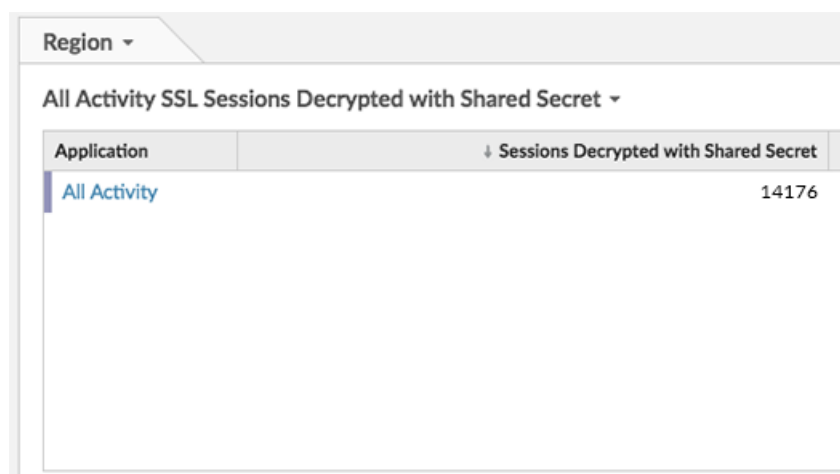 Region
All Activity SSL Sessions Decrypted with Shared Secret
Application ↓ Sessions Decrypted with Shared Secret
All Activity 14176